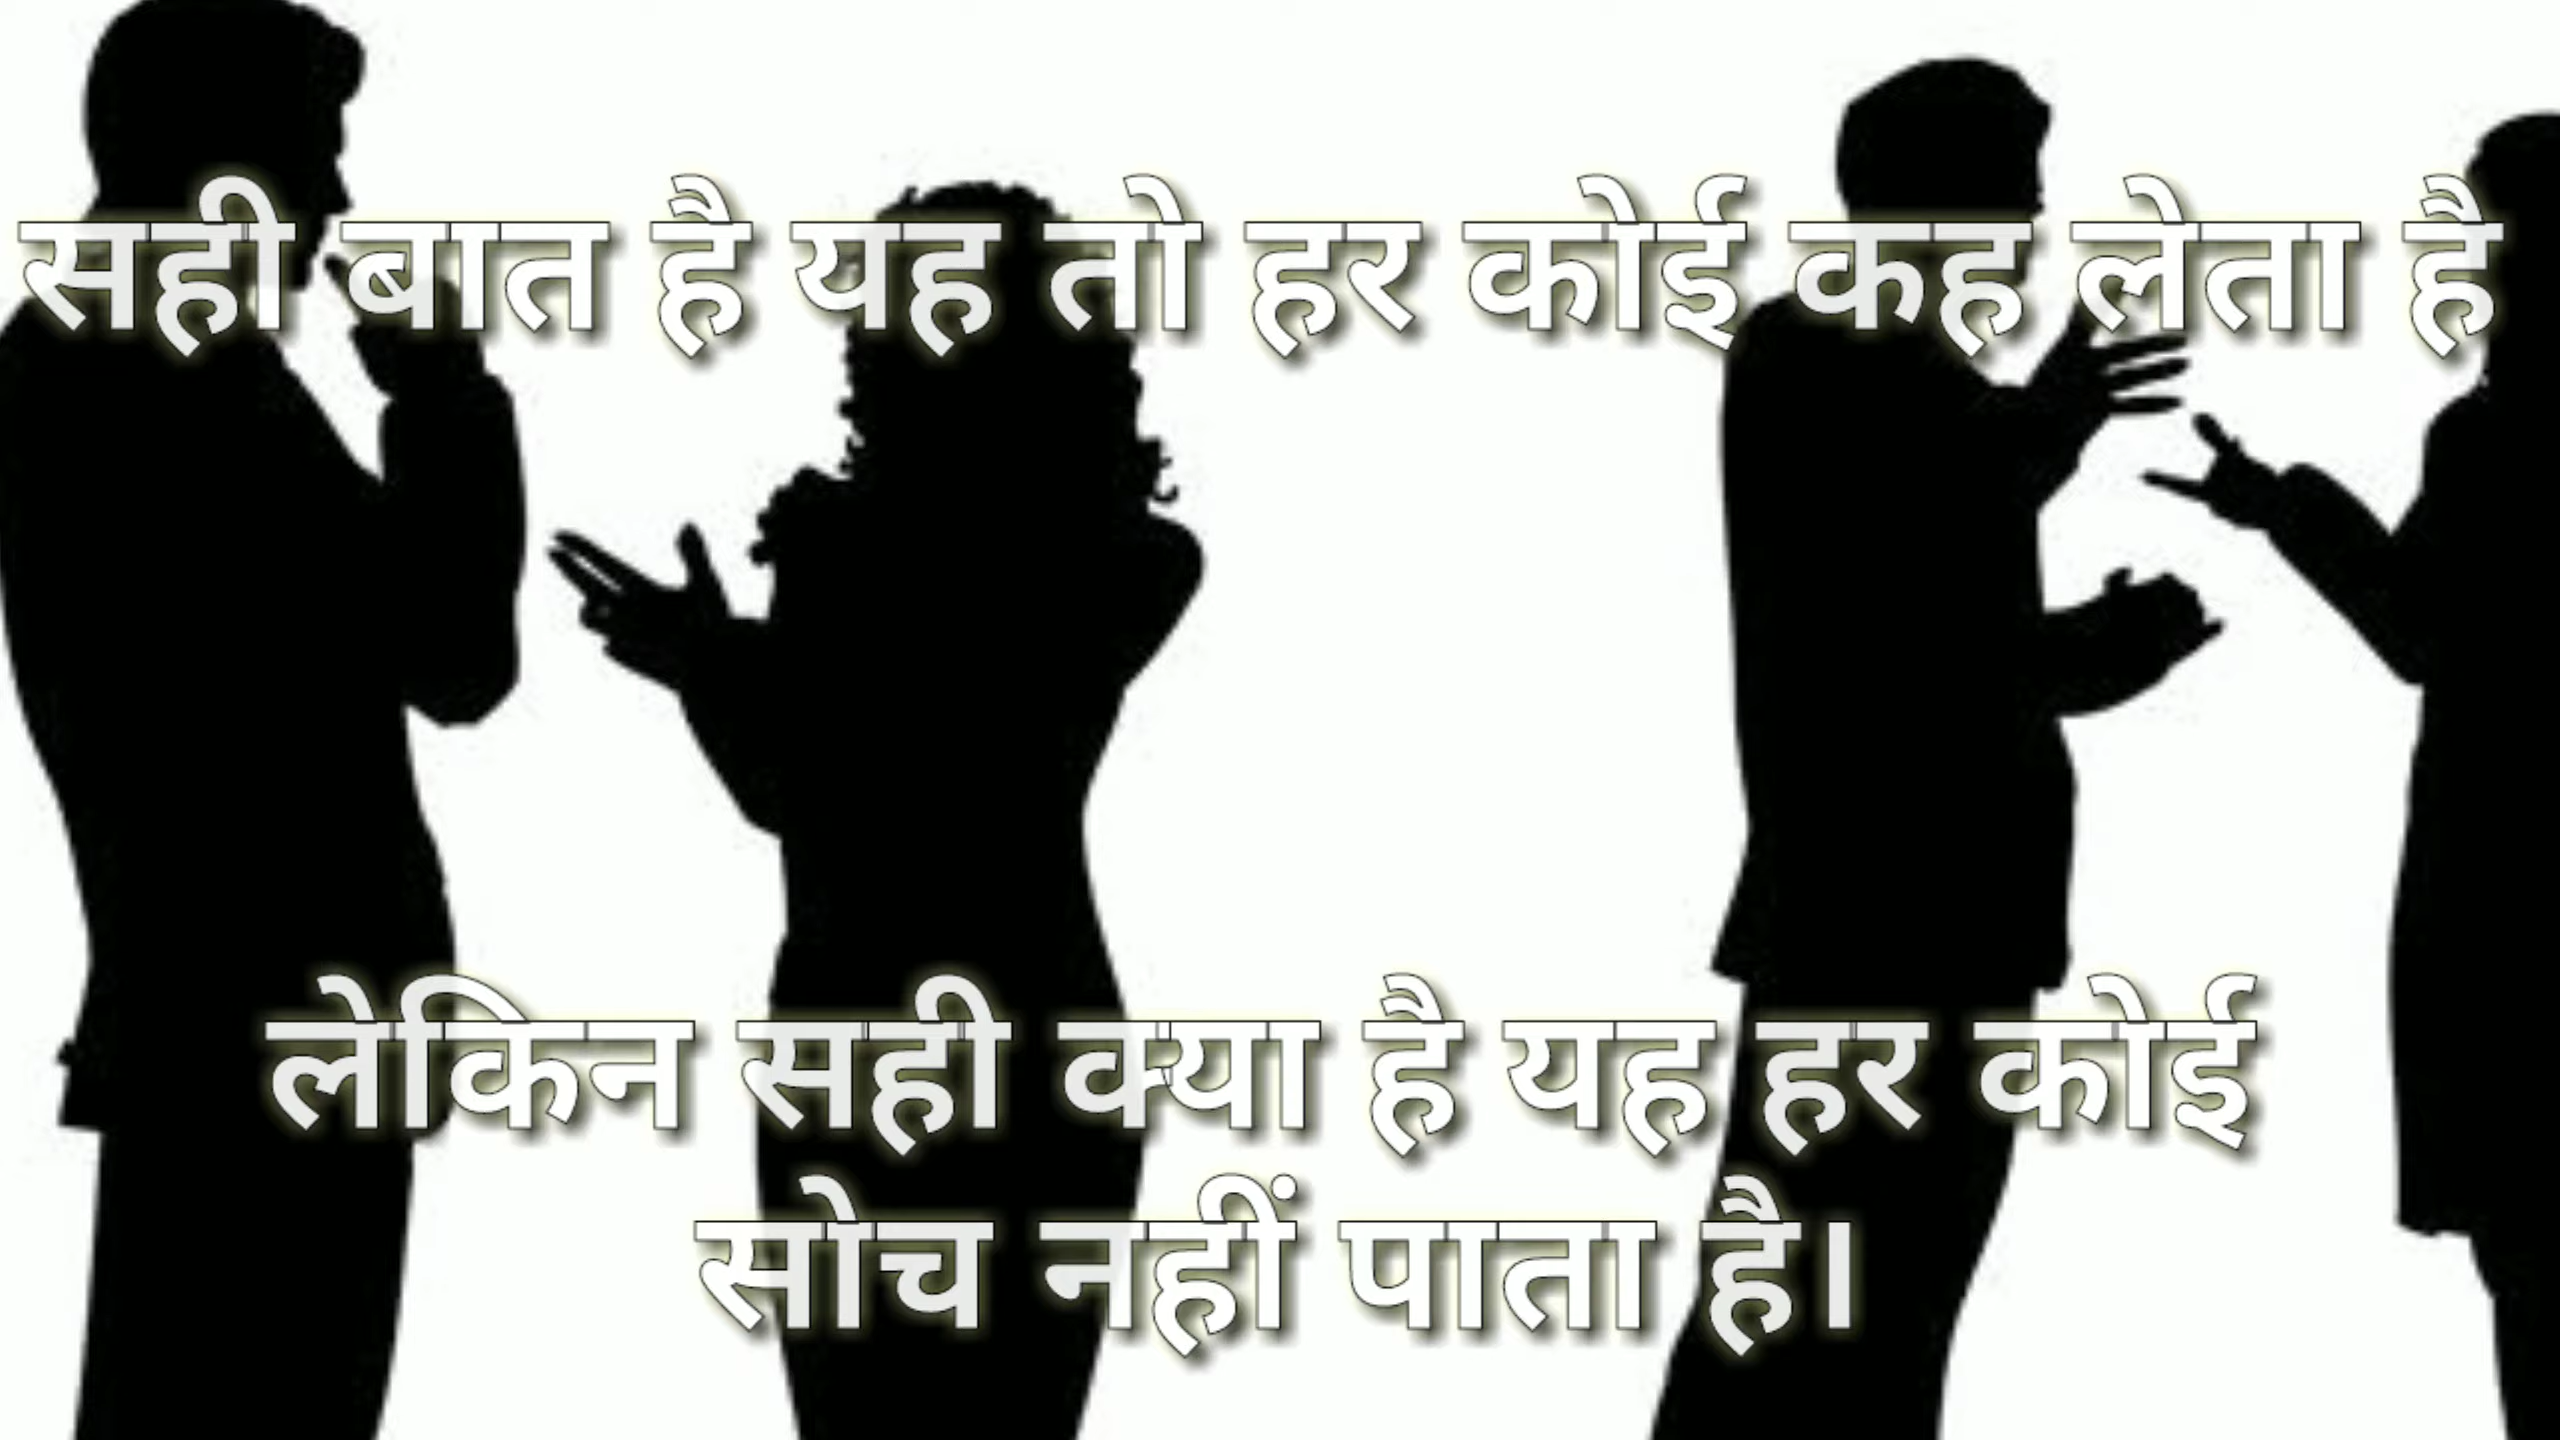 सही बात है यह तो हर कोई कह लेता है
लेकिन सही क्या है यह हर कोई
सोच नहीं पाता है।